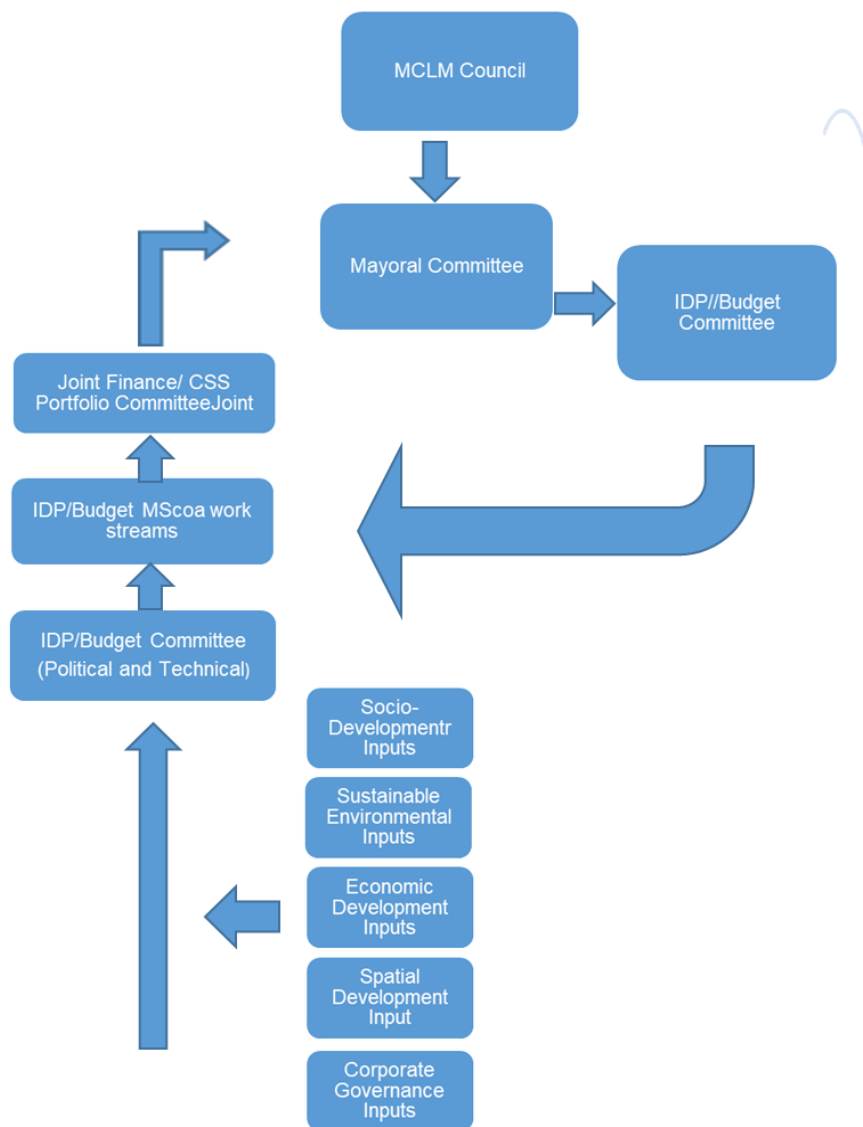 MCLM Council
Mayoral Committee
IDP//Budget
Committee
Joint Finance/ CSS
Portfolio CommitteeJoint
IDP/Budget MScoa work
streams
IDP/Budget Committee
(Political and Technical)
Socio-
Developmentr
Inputs
Sustainable
Environmental
Inputs
Economic
Development
Inputs
Spatial
Development
Input
Corporate
Governance
Inputs